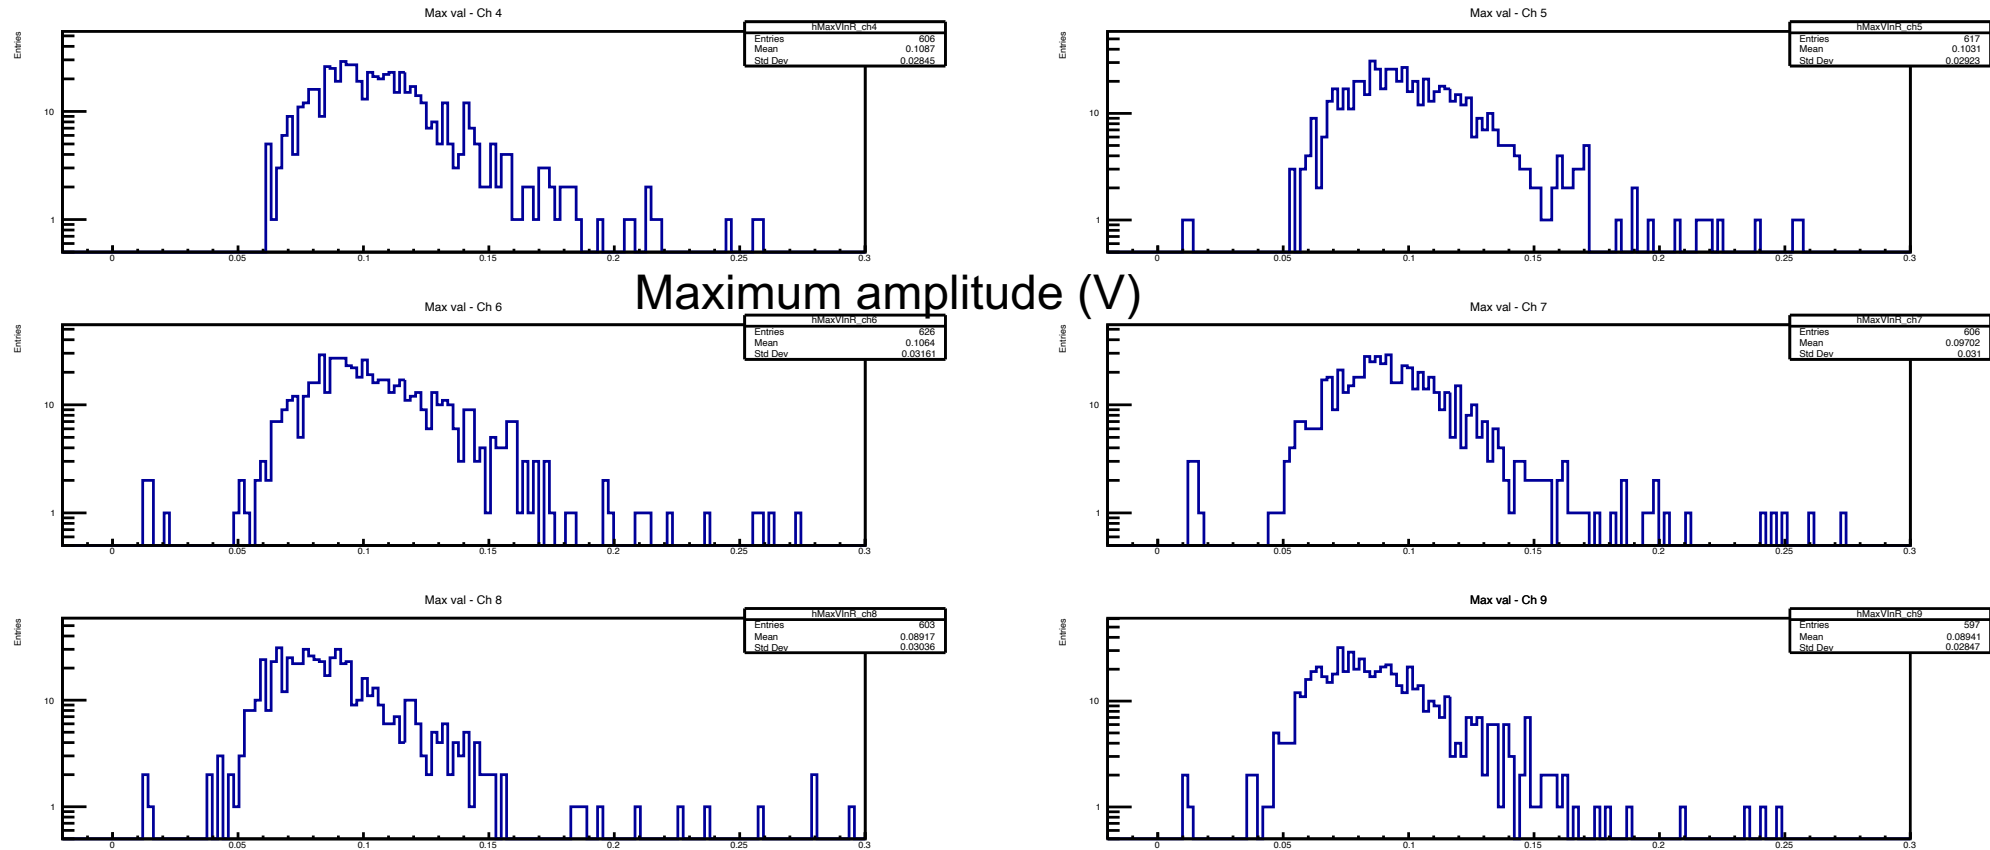 Max val - Ch 4
Entries
hMaxVInR_ch4
Entries 606
Mean 0.1087
Std Dev 0.02845
10
1
0 0.05 0.1 0.15 0.2 0.25 0.3
Max val - Ch 5
Entries
hMaxVInR_ch5
Entries 617
Mean 0.1031
Std Dev 0.02923
10
1
0 0.05 0.1 0.15 0.2 0.25 0.3
Maximum amplitude (V)
Max val - Ch 6
Entries
hMaxVInR_ch6
Entries 626
Mean 0.1064
Std Dev 0.03161
10
1
0 0.05 0.1 0.15 0.2 0.25 0.3
Max val - Ch 7
Entries
hMaxVInR_ch7
Entries 606
Mean 0.09702
Std Dev 0.031
10
1
0 0.05 0.1 0.15 0.2 0.25 0.3
Max val - Ch 8
Entries
hMaxVInR_ch8
Entries 603
Mean 0.08917
Std Dev 0.03036
10
1
0 0.05 0.1 0.15 0.2 0.25 0.3
Max val - Ch 9
Entries
hMaxVInR_ch9
Entries 597
Mean 0.08941
Std Dev 0.02847
10
1
0 0.05 0.1 0.15 0.2 0.25 0.3